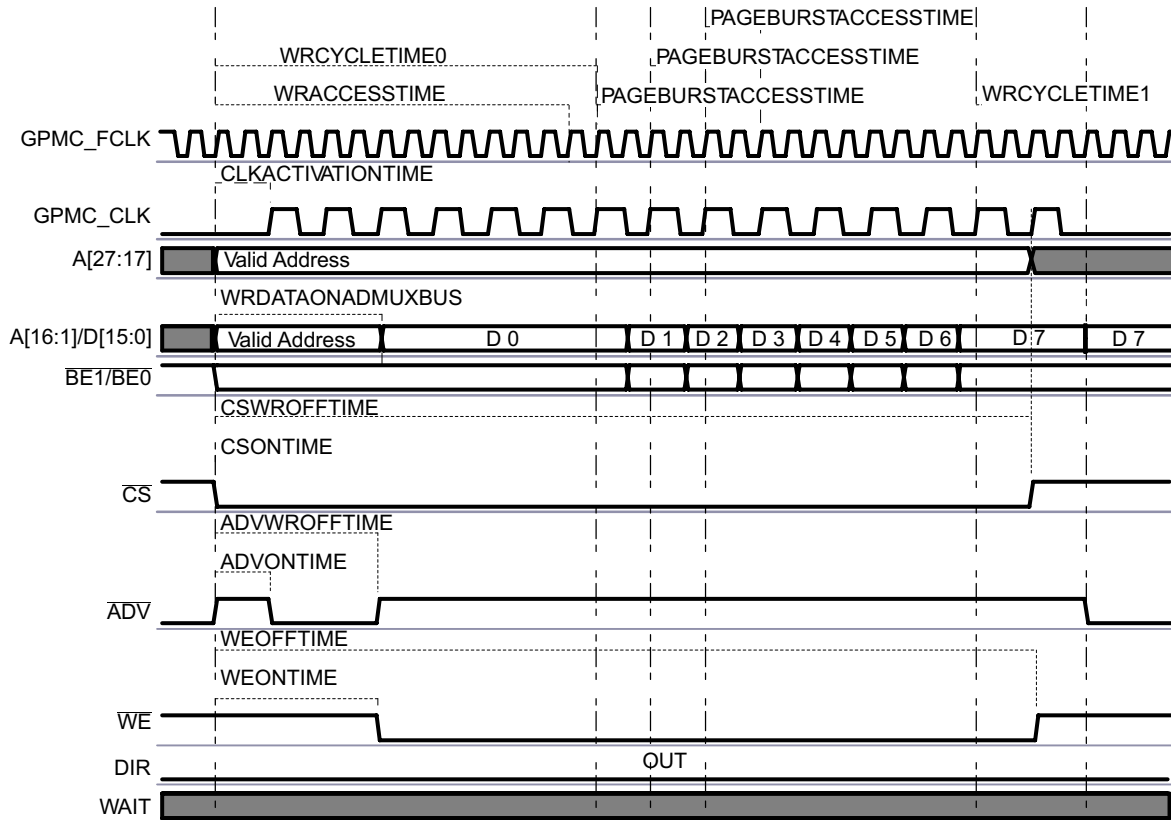 PAGEBURSTACCESSTIME
WRCYCLETIME0
PAGEBURSTACCESSTIME
WRACCESSTIME
PAGEBURSTACCESSTIME
WRCYCLETIME1
GPMC_FCLK
CLKACTIVATIONTIME
GPMC_CLK
A[27:17]
Valid Address
WRDATAONADMUXBUS
A[16:1]/D[15:0]
Valid Address
D 0
D 1
D 2
D 3
D 4
D 5
D 6
D 7
D 7
BE1/BE0
CSWROFFTIME
CSONTIME
CS
ADVWROFFTIME
ADVONTIME
ADV
WEOFFTIME
WEONTIME
WE
DIR
OUT
WAIT